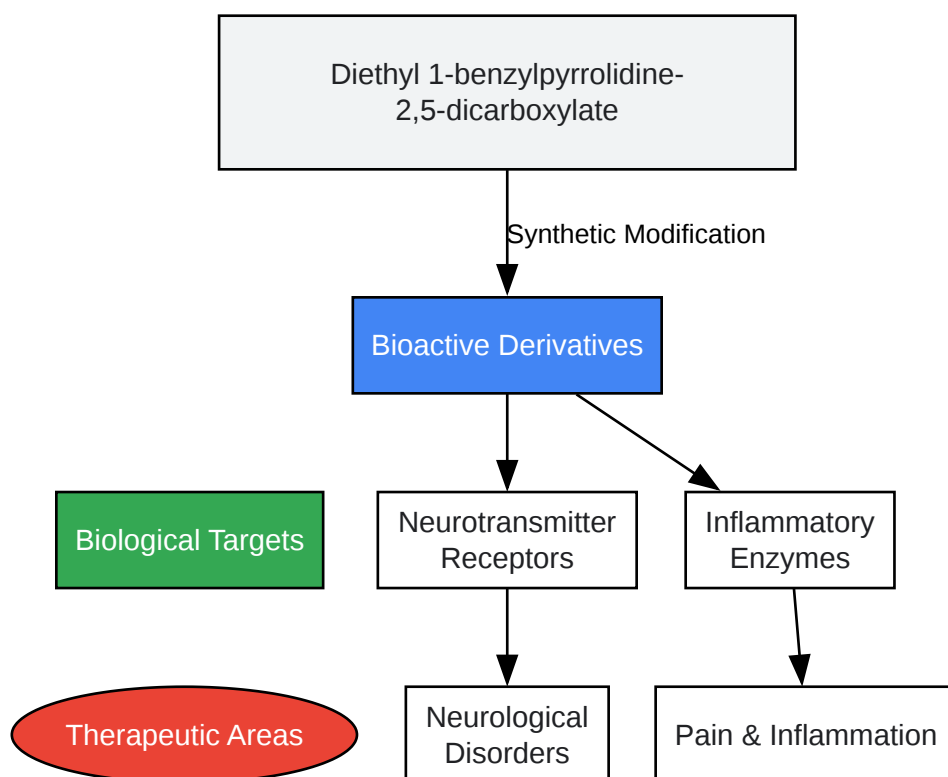 Diethyl 1-benzylpyrrolidine-
2,5-dicarboxylate
Synthetic Modification
Bioactive Derivatives
Biological Targets
Neurotransmitter
Receptors
Inflammatory
Enzymes
Therapeutic Areas
Neurological
Disorders
Pain & Inflammation